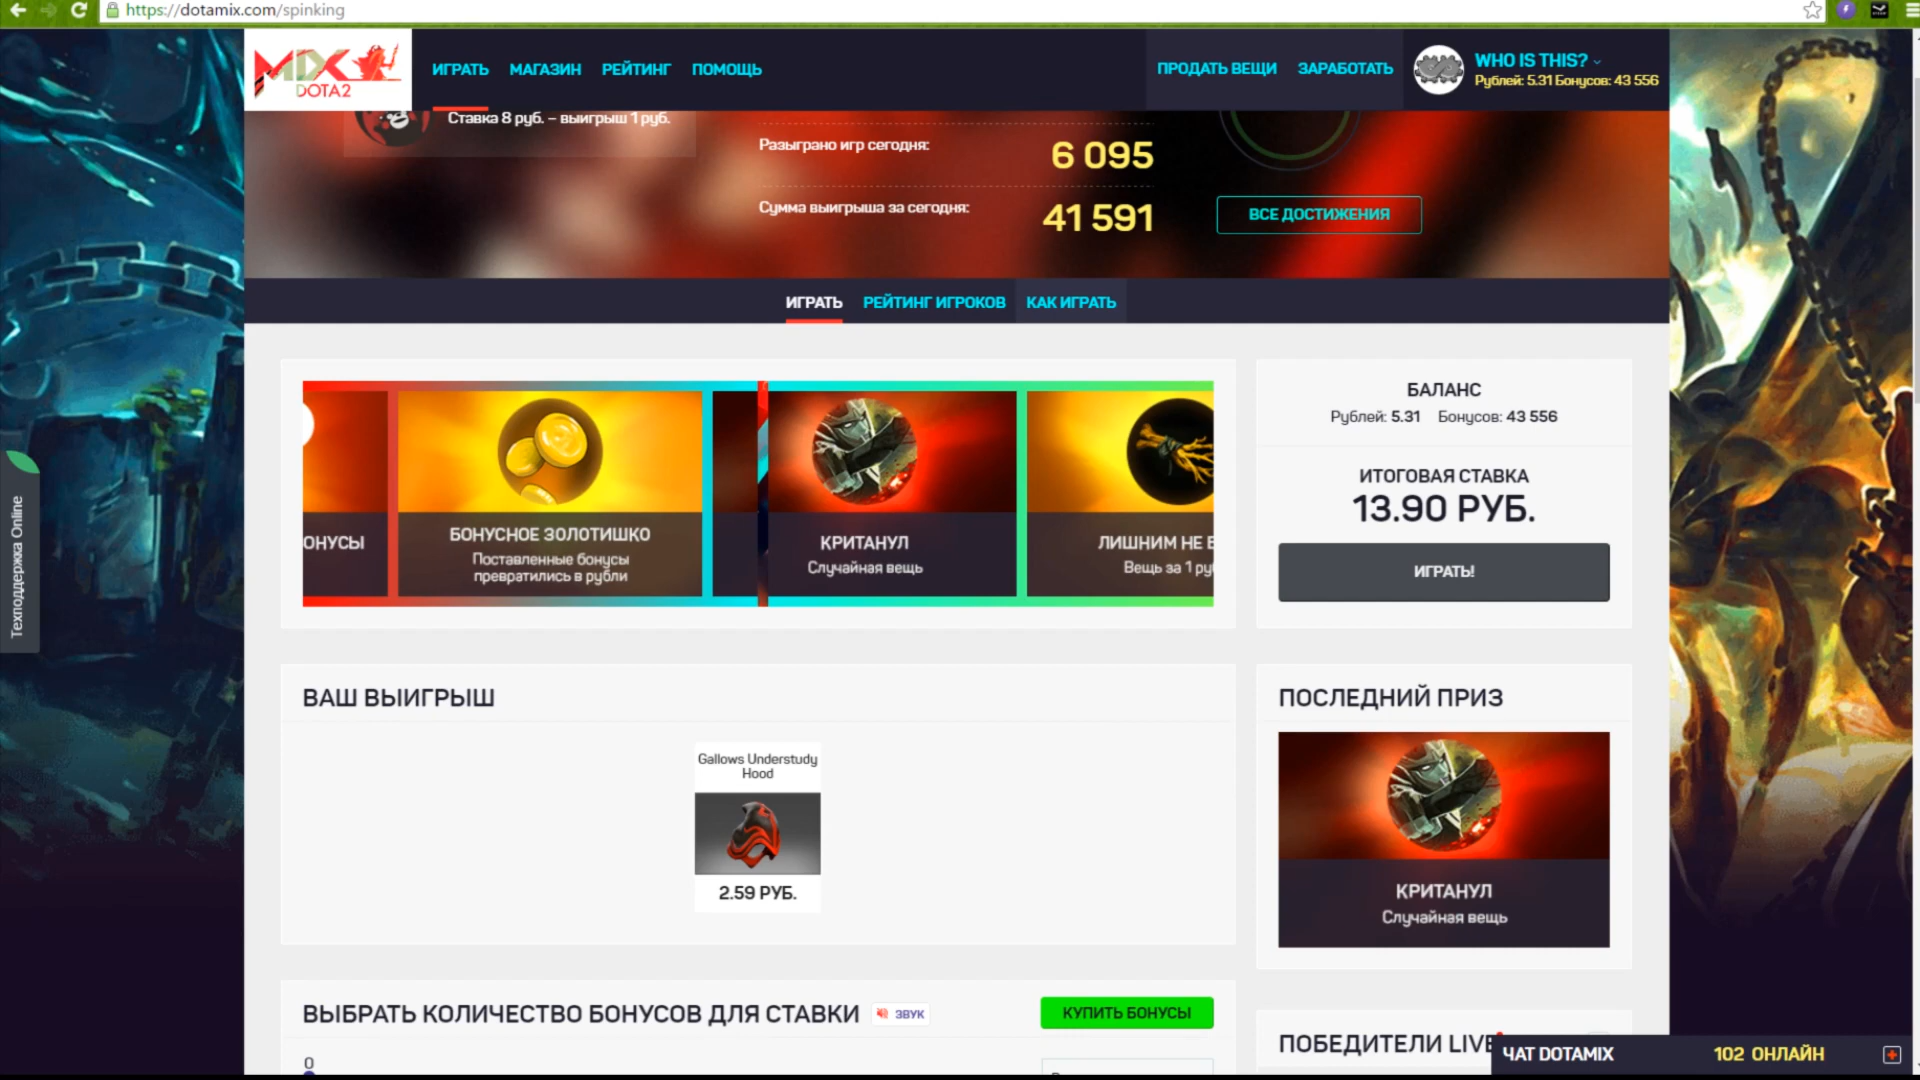 https://dotamix.com/spinking
MIX
DOTA2
ИГРАТЬ
МАГАЗИН
РЕЙТИНГ
ПОМОЩЬ
ПРОДАТЬ ВЕЩИ
ЗАРАБОТАТЬ
WHO IS THIS?
Рублей: 5.31 Бонусов: 43 556
Ставка 8 руб. – выигрыш 1 руб.
Разыграно игр сегодня:
6 095
Сумма выигрыша за сегодня:
41 591
ВСЕ ДОСТИЖЕНИЯ
ИГРАТЬ
РЕЙТИНГ ИГРОКОВ
КАК ИГРАТЬ
ОНУСЫ
БОНУСНОЕ ЗОЛОТИШКО
Поставленные бонусы
превратились в рубли
КРИТАНУЛ
Случайная вещь
ЛИШНИМ НЕ
Вещь за 1
БАЛАНС
Рублей: 5.31 Бонусов: 43 556
ИТОГОВАЯ СТАВКА
13.90 РУБ.
ИГРАТЬ!
Техподдержка Online
ВАШ ВЫИГРЫШ
Gallows Understudy
Hood
2.59 РУБ.
ПОСЛЕДНИЙ ПРИЗ
КРИТАНУЛ
Случайная вещь
ВЫБРАТЬ КОЛИЧЕСТВО БОНУСОВ ДЛЯ СТАВКИ
ЗВУК
КУПИТЬ БОНУСЫ
0
ПОБЕДИТЕЛИ LIVE
ЧАТ DOTAMIX
102 ОНЛАЙН